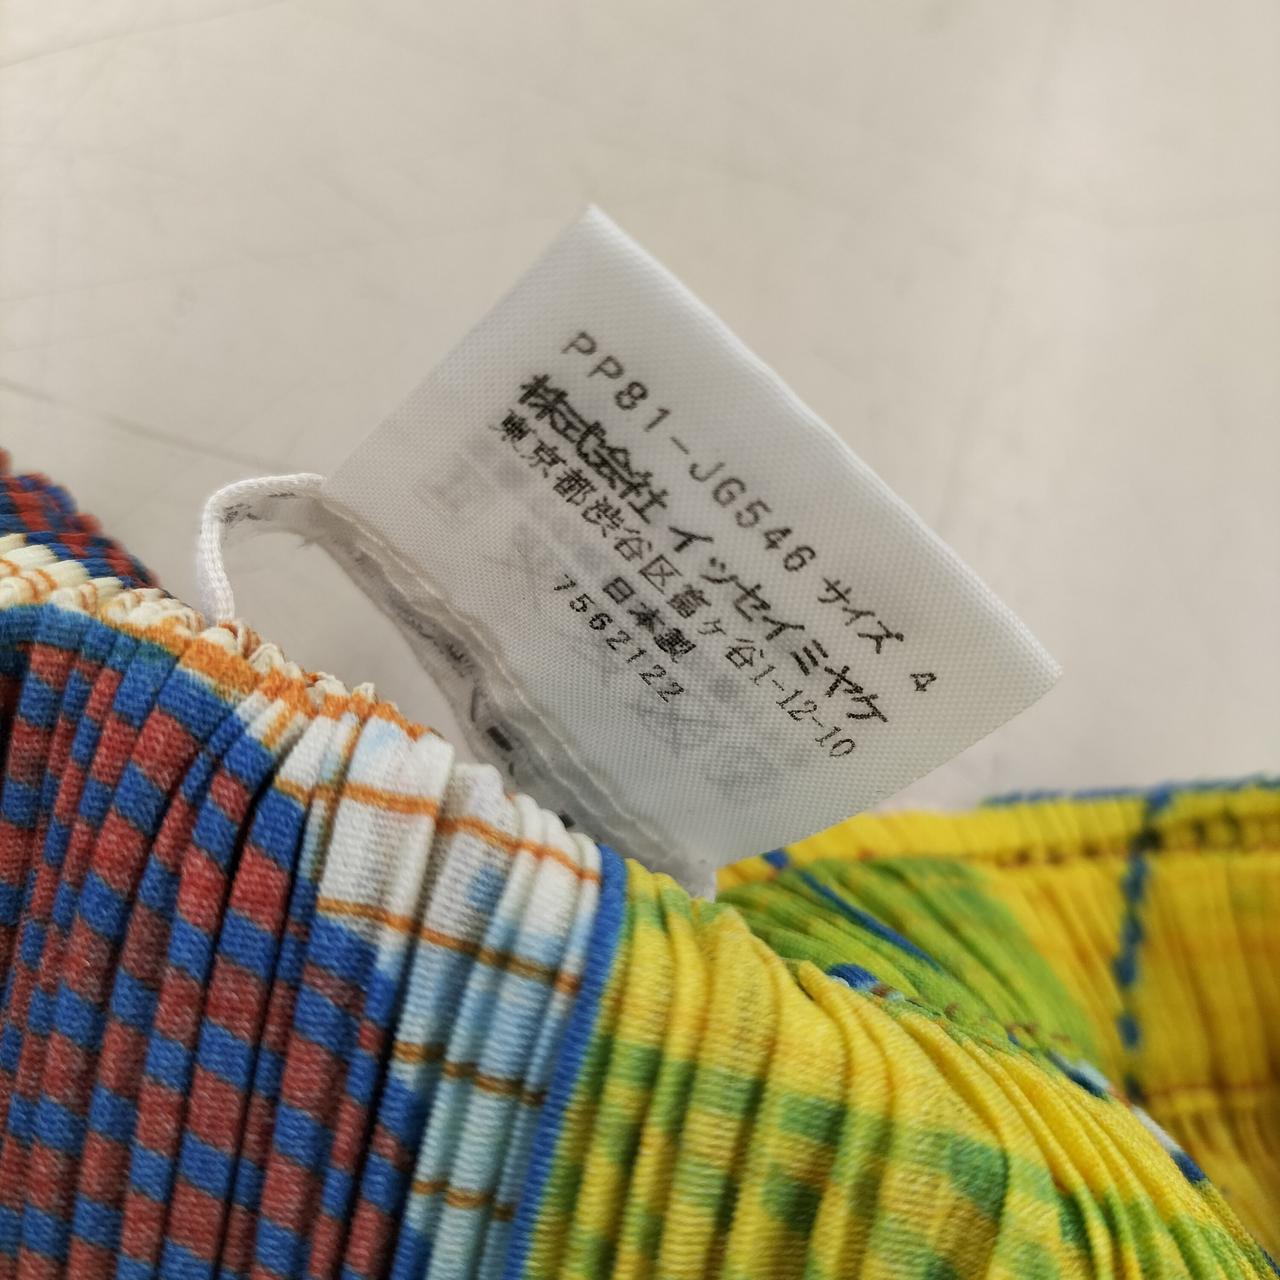 PP81-JG546 サイズ 4
株式会社 イッセイミヤケ
東京都渋谷区富ヶ谷1-12-10
日本製
7562122